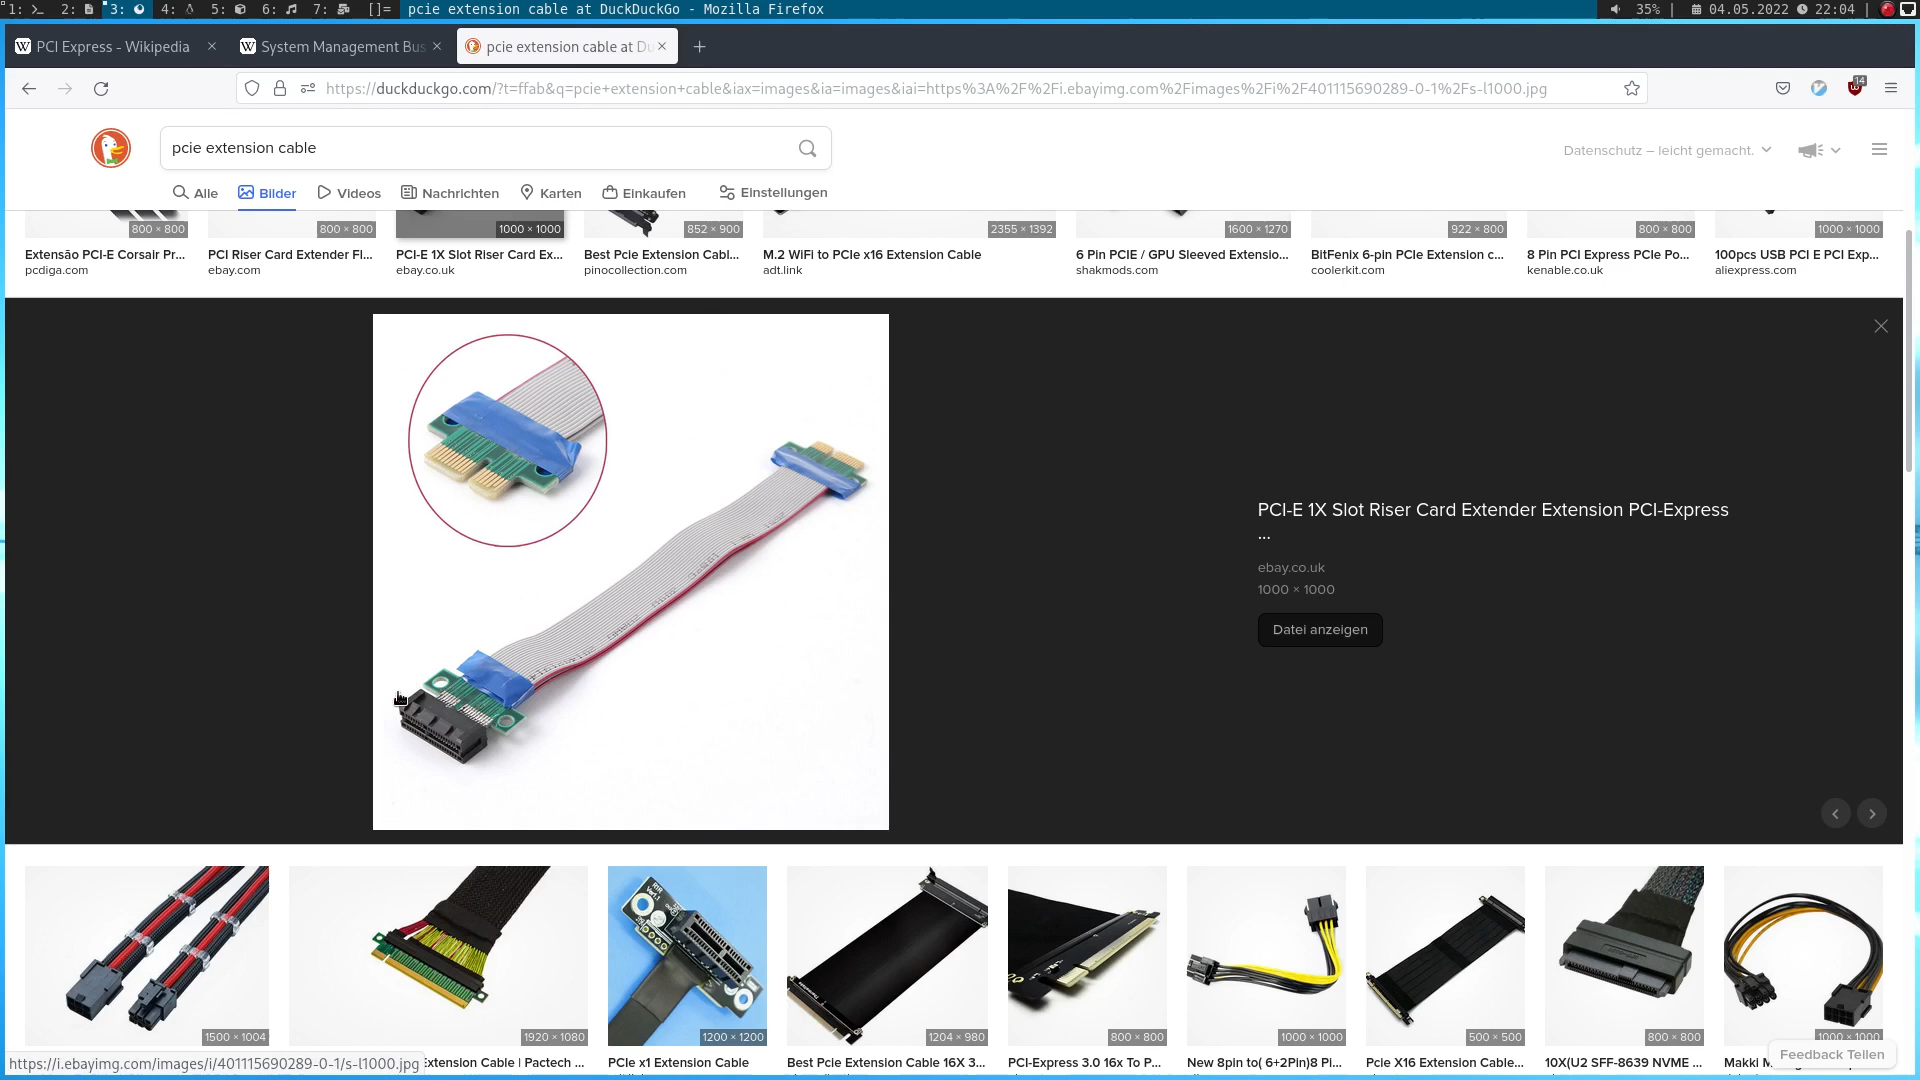 1: 2: 3: 4: 5: 6: 7: []= pcie extension cable at DuckDuckGo - Mozilla Firefox 35% | 04.05.2022 22:04 |
PCI Express - Wikipedia
System Management Bus
pcie extension cable at Du
https://duckduckgo.com/?t=ffab&q=pcie+extension+cable&iax=images&ia=images&iai=https%3A%2F%2Fi.ebayimg.com%2Fimages%2Fi%2F401115690289-0-1%2Fs-l1000.jpg
14
pcie extension cable
Datenschutz – leicht gemacht.
Alle Bilder Videos Nachrichten Karten Einkaufen Einstellungen
800 × 800 800 × 800 1000 × 1000 852 × 900 2355 × 1392 1600 × 1270 922 × 800 800 × 800 1000 × 1000
Extensão PCI-E Corsair Pr...
pcdiga.com
PCI Riser Card Extender Fl...
ebay.com
PCI-E 1X Slot Riser Card Ex...
ebay.co.uk
Best Pcie Extension Cabl...
pinocollection.com
M.2 WiFi to PCIe x16 Extension Cable
adt.link
6 Pin PCIE / GPU Sleeved Extensio...
shakmods.com
BitFenix 6-pin PCIe Extension c...
coolerkit.com
8 Pin PCI Express PCIe Po...
kenable.co.uk
100pcs USB PCI E PCI Exp...
aliexpress.com
PCI-E 1X Slot Riser Card Extender Extension PCI-Express
...
ebay.co.uk
1000 × 1000
Datei anzeigen
1500 × 1004 1920 × 1080 1200 × 1200 1204 × 980 800 × 800 1000 × 1000 500 × 500 800 × 800 1000 × 1000
Extension Cable | Pactech ...
PCIe x1 Extension Cable
Best Pcie Extension Cable 16X 3...
PCI-Express 3.0 16x To P...
New 8pin to( 6+2Pin)8 Pi...
Pcie X16 Extension Cable...
10X(U2 SFF-8639 NVME ...
Makki
Feedback Teilen
https://i.ebayimg.com/images/i/401115690289-0-1/s-l1000.jpg